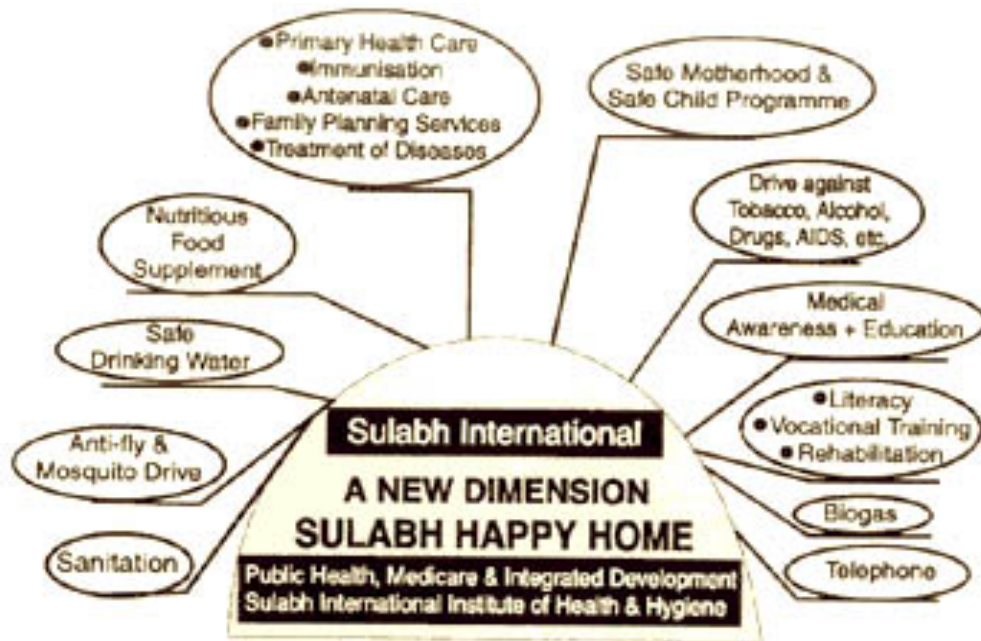 ● Primary Health Care
● Immunisation
● Antenatal Care
● Family Planning Services
● Treatment of Diseases
Safe Motherhood &
Safe Child Programme
Nutritious
Food
Supplement
Drive against
Tobacco, Alcohol,
Drugs, AIDS, etc.
Safe
Drinking Water
Medical
Awareness + Education
Anti-fly &
Mosquito Drive
● Literacy
● Vocational Training
● Rehabilitation
Sanitation
Biogas
Telephone
Sulabh International
A NEW DIMENSION
SULABH HAPPY HOME
Public Health, Medicare & Integrated Development
Sulabh International Institute of Health & Hygiene